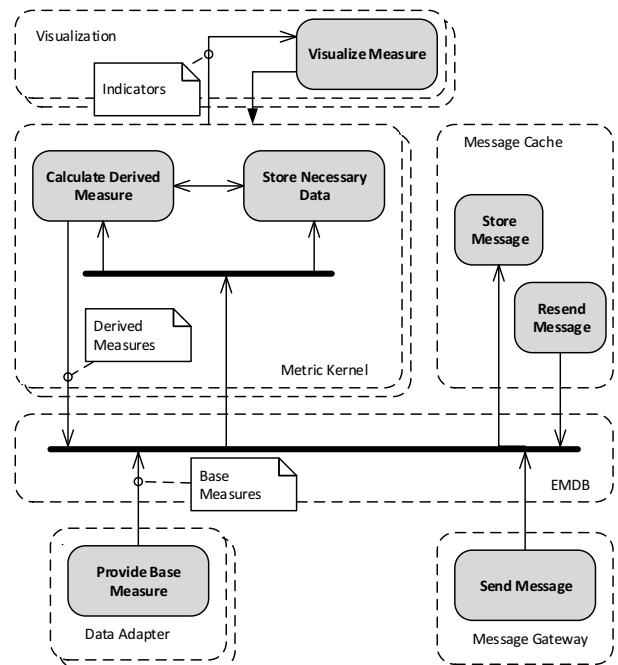 Visualization
Visualize Measure
Indicators
Calculate Derived
Measure
Store Necessary
Data
Message Cache
Store
Message
Resend
Message
Derived
Measures
Metric Kernel
Base
Measures
EMDB
Provide Base
Measure
Data Adapter
Send Message
Message Gateway